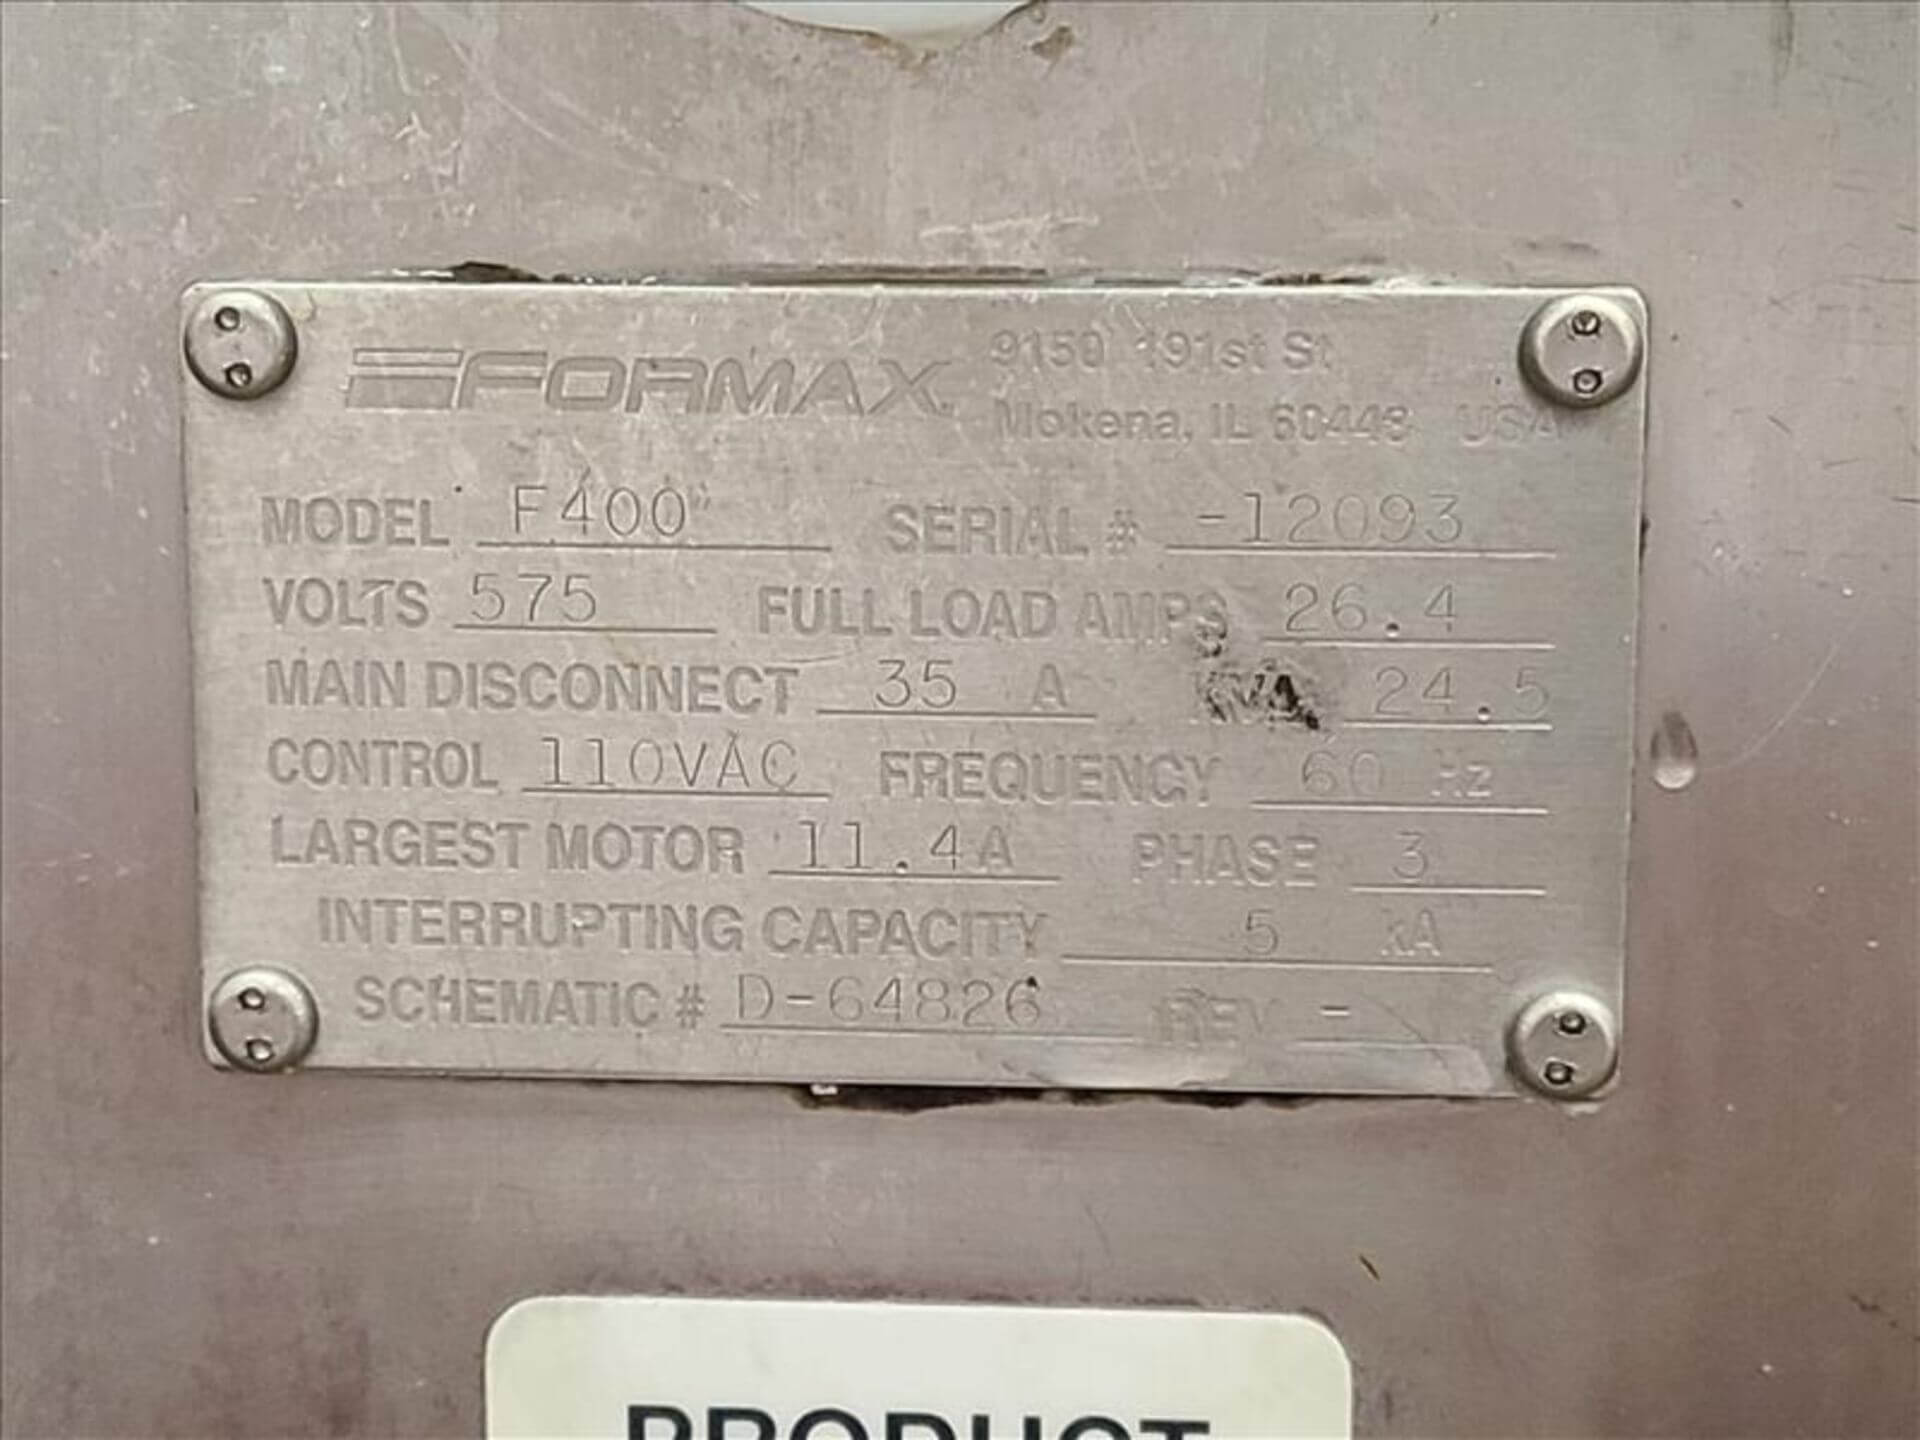 FORMAX 9150 191st St
Mokena, IL 60448 USA
MODEL F400" SERIAL # -12093
VOLTS 575 FULL LOAD AMPS 26.4
MAIN DISCONNECT 35 A KVA 24.5
CONTROL 110VAC FREQUENCY 60 Hz
LARGEST MOTOR 11.4A PHASE 3
INTERRUPTING CAPACITY 5 kA
SCHEMATIC # D-64826 REV -
PRODUCT